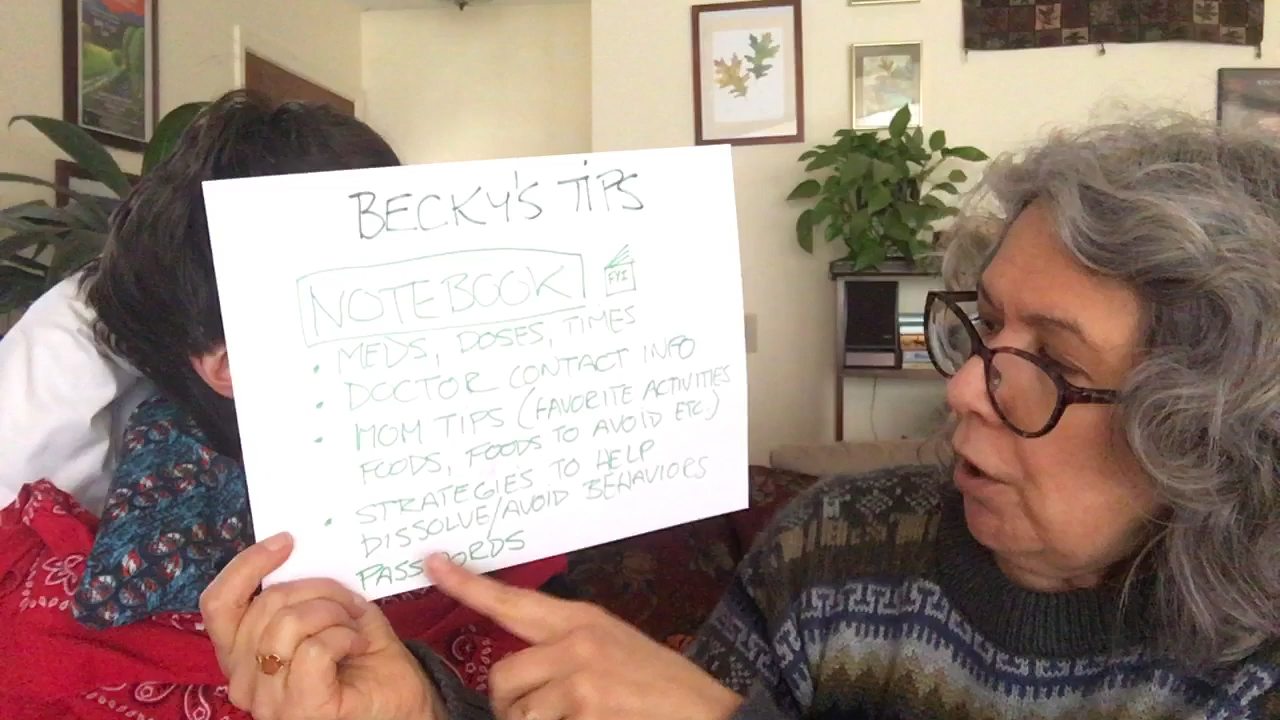 BECKY'S TIPS
NOTEBOOK
FYI
• MEDS, DOSES, TIMES
• DOCTOR CONTACT INFO
• MOM TIPS (FAVORITE ACTIVITIES
FOODS, FOODS TO AVOID ETC.)
• STRATEGIES TO HELP
DISSOLVE/AVOID BEHAVIORS
PASSWORDS